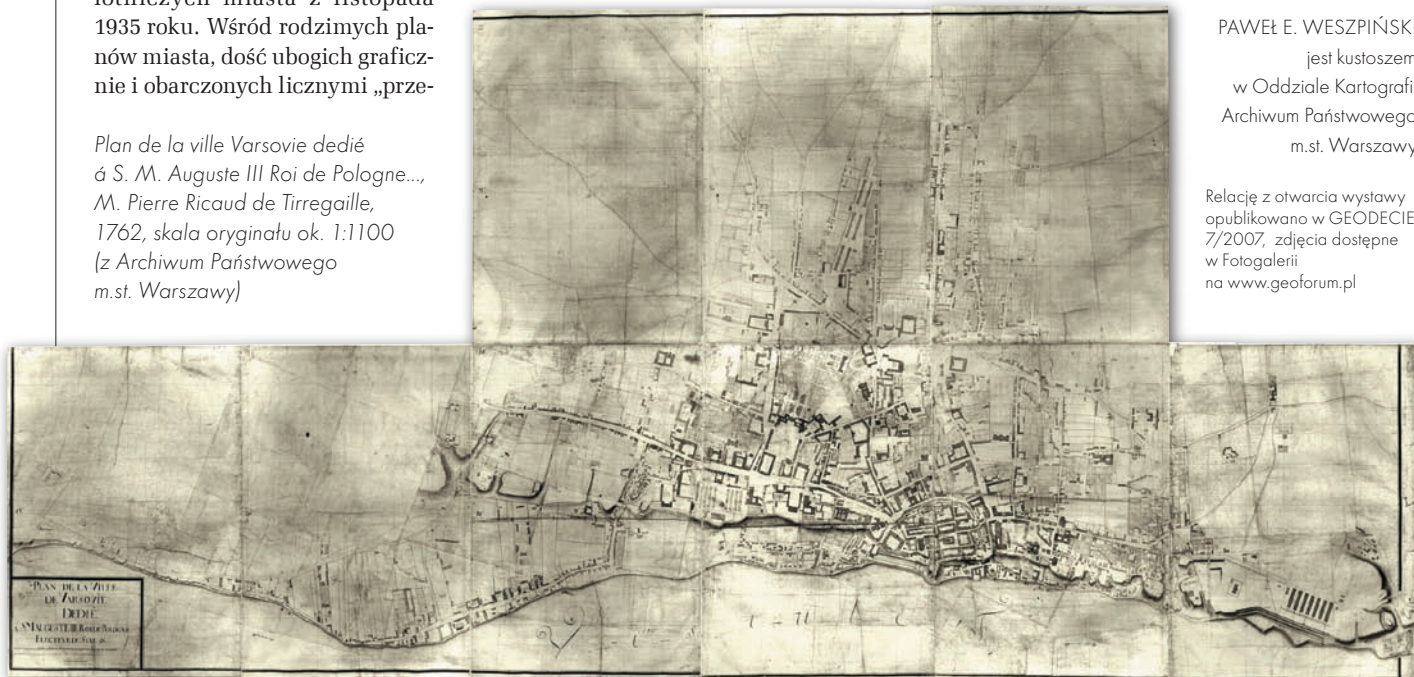 lotniczych miasta z listopada
1935 roku. Wśród rodzimych pla-
nów miasta, dość ubogich graficz-
nie i obarczonych licznymi „prze-
Plan de la ville Varsovie dedié
á S. M. Auguste III Roi de Pologne...,
M. Pierre Ricaud de Tirregaille,
1762, skala oryginału ok. 1:1100
(z Archiwum Państwowego
m.st. Warszawy)
PAWEŁ E. WESZPIŃSK
jest kustoszem
w Oddziale Kartografi
Archiwum Państwowego
m.st. Warszawy
Relację z otwarcia wystawy
opublikowano w GEODECIE
7/2007, zdjęcia dostępne
w Fotogalerii
na www.geoforum.pl
PLAN DE LA VILLE
DE VARSOVIE
DEDIÉ